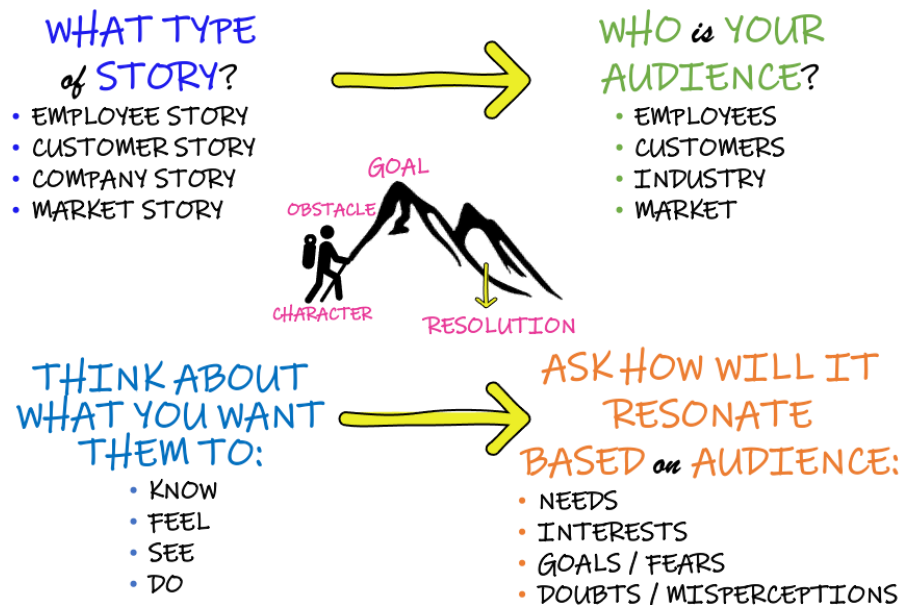 WHAT TYPE
of STORY?
• EMPLOYEE STORY
• CUSTOMER STORY
• COMPANY STORY
• MARKET STORY
WHO is YOUR
AUDIENCE?
• EMPLOYEES
• CUSTOMERS
• INDUSTRY
• MARKET
GOAL
OBSTACLE
CHARACTER
RESOLUTION
THINK ABOUT
WHAT YOU WANT
THEM TO:
• KNOW
• FEEL
• SEE
• DO
ASK HOW WILL IT
RESONATE
BASED on AUDIENCE:
• NEEDS
• INTERESTS
• GOALS / FEARS
• DOUBTS / MISPERCEPTIONS